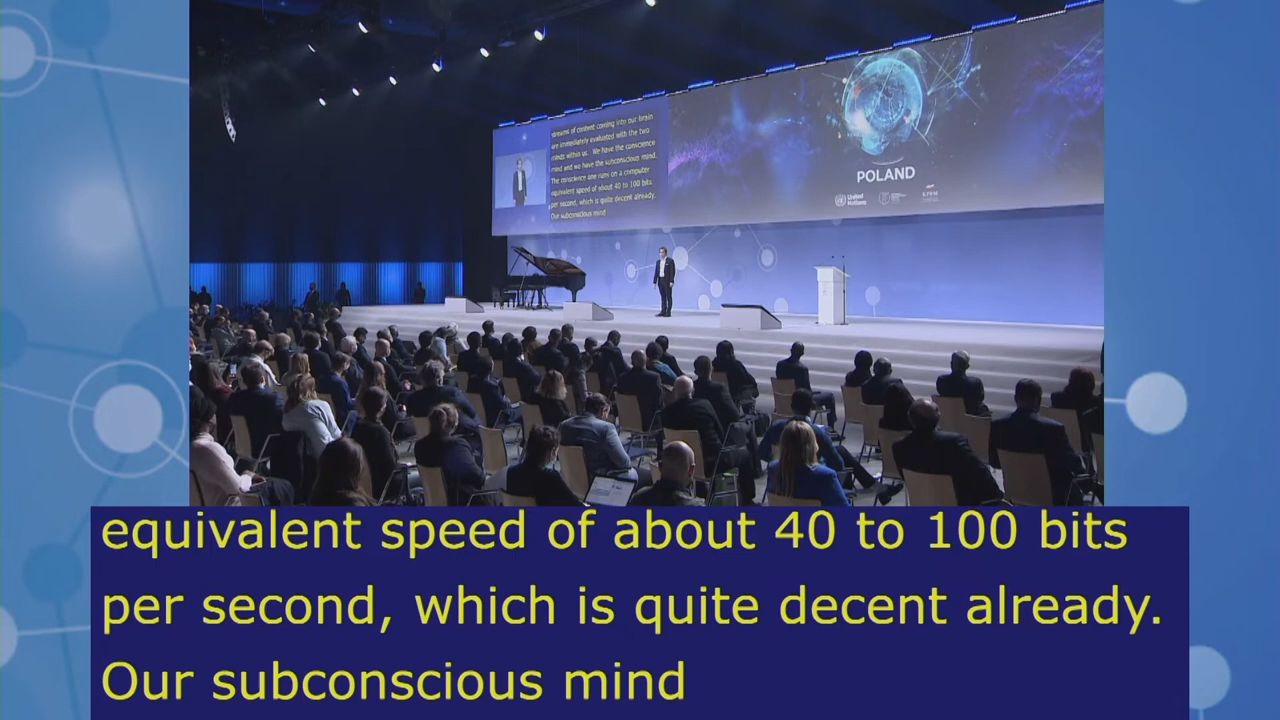 streams of content coming into our brain
are immediately evaluated with the two
minds within us. We have the conscience
mind and we have the subconscious mind.
The conscience one runs on a computer
equivalent speed of about 40 to 100 bits
per second, which is quite decent already.
Our subconscious mind
POLAND
United
Nations
KPRM
equivalent speed of about 40 to 100 bits
per second, which is quite decent already.
Our subconscious mind